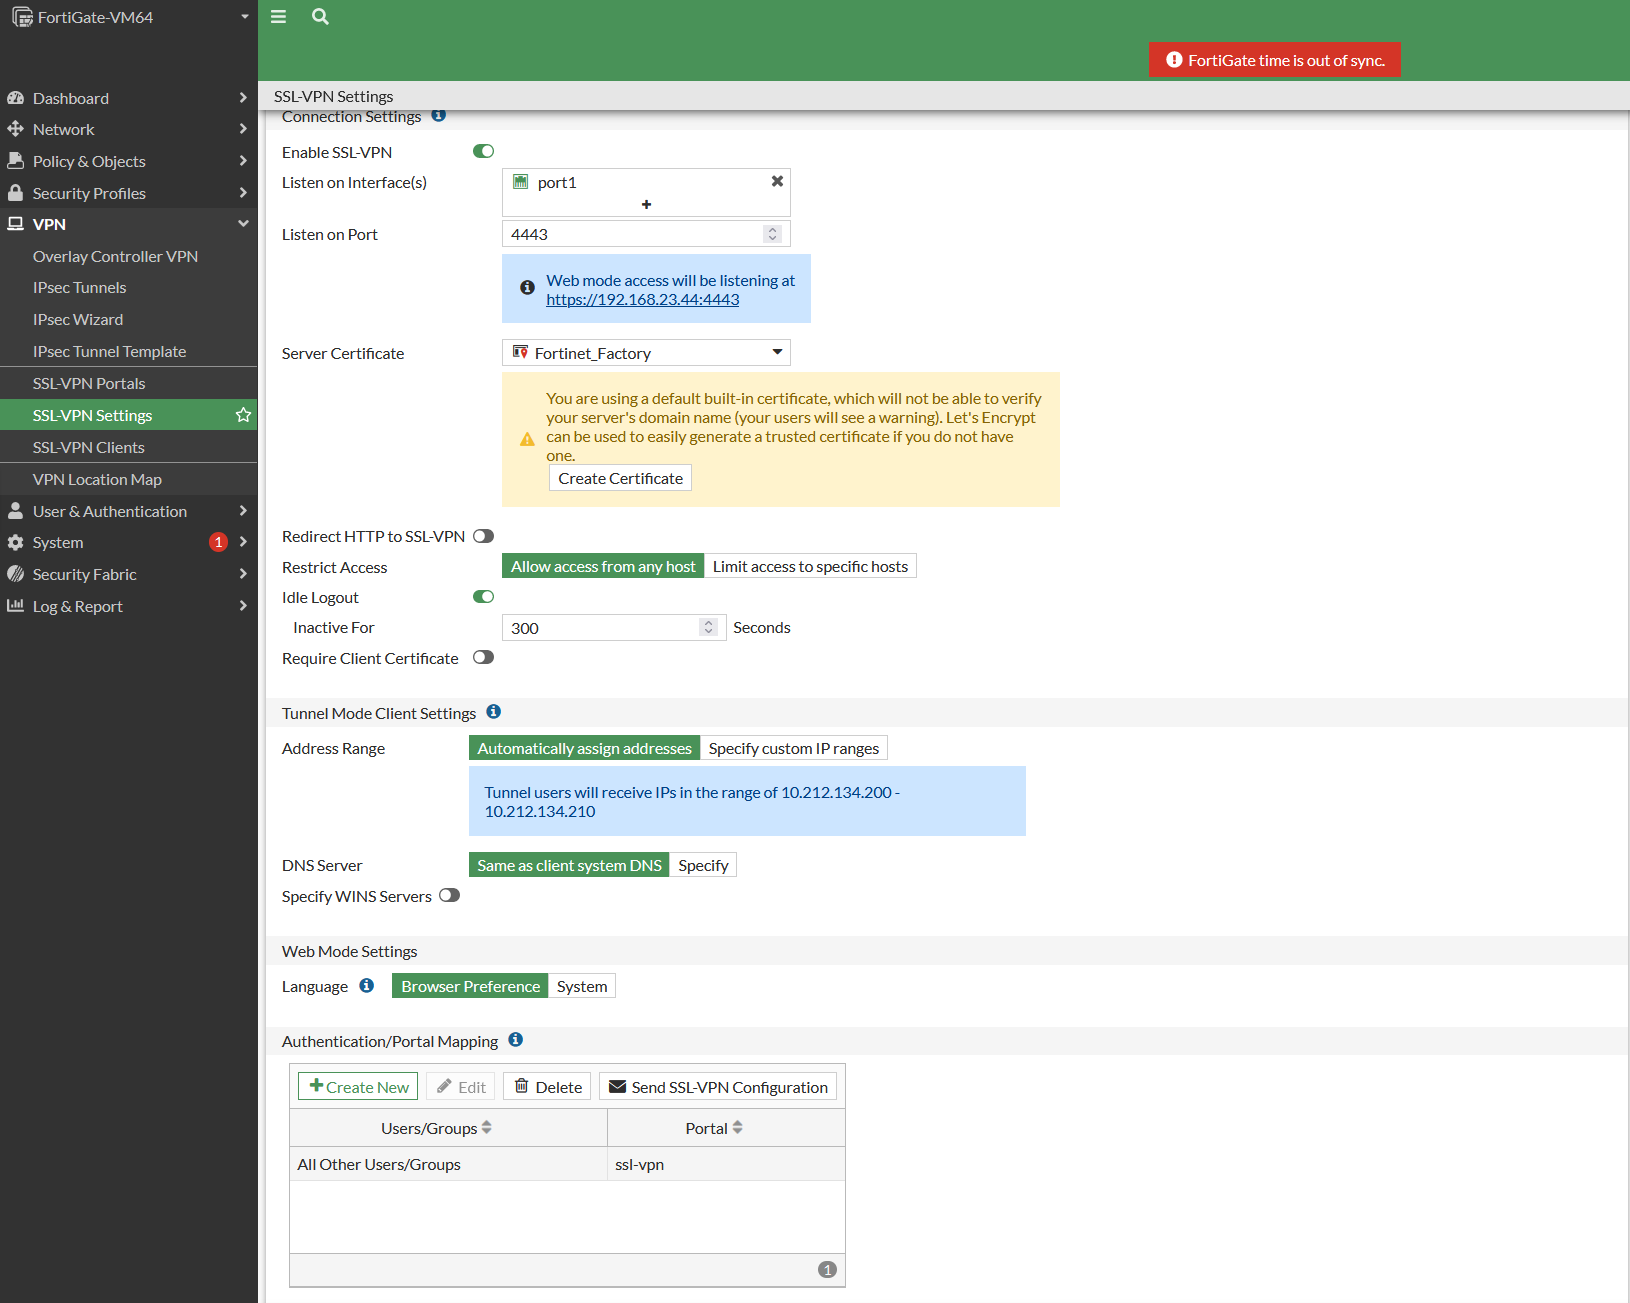 FortiGate-VM64
FortiGate time is out of sync.
Dashboard
Network
Policy & Objects
Security Profiles
VPN
Overlay Controller VPN
IPsec Tunnels
IPsec Wizard
IPsec Tunnel Template
SSL-VPN Portals
SSL-VPN Settings
SSL-VPN Clients
VPN Location Map
User & Authentication
System 1
Security Fabric
Log & Report
SSL-VPN Settings
Connection Settings
Enable SSL-VPN
Listen on Interface(s) port1
Listen on Port 4443
Web mode access will be listening at
https://192.168.23.44:4443
Server Certificate Fortinet_Factory
You are using a default built-in certificate, which will not be able to verify
your server's domain name (your users will see a warning). Let's Encrypt
can be used to easily generate a trusted certificate if you do not have
one.
Create Certificate
Redirect HTTP to SSL-VPN
Restrict Access Allow access from any host Limit access to specific hosts
Idle Logout
Inactive For 300 Seconds
Require Client Certificate
Tunnel Mode Client Settings
Address Range Automatically assign addresses Specify custom IP ranges
Tunnel users will receive IPs in the range of 10.212.134.200 -
10.212.134.210
DNS Server Same as client system DNS Specify
Specify WINS Servers
Web Mode Settings
Language Browser Preference System
Authentication/Portal Mapping
Create New Edit Delete Send SSL-VPN Configuration
Users/Groups Portal
All Other Users/Groups ssl-vpn
1